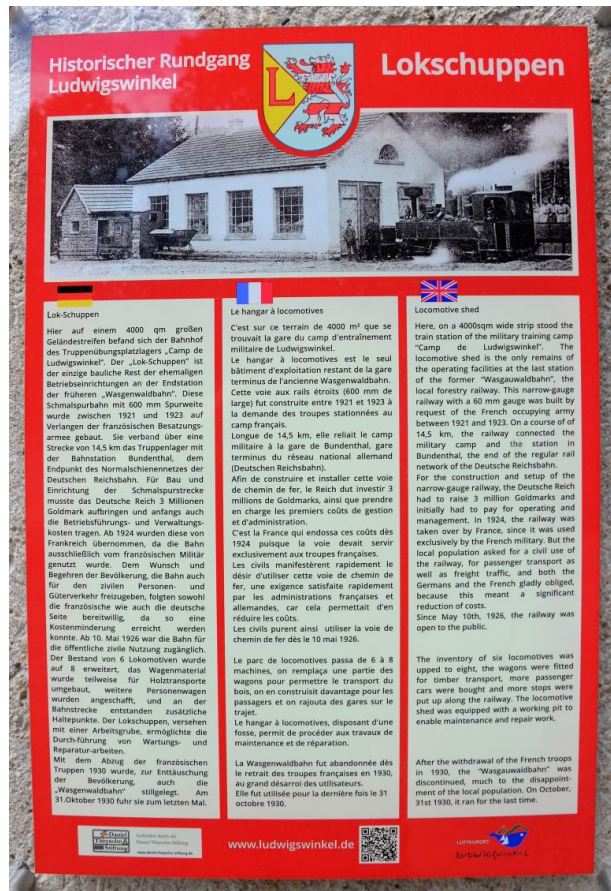 Historischer Rundgang
Ludwigswinkel
Lokschuppen
L
Lok-Schuppen
Hier auf einem 4000 qm großen
Geländestreifen befand sich der Bahnhof
des Truppenübungsplatzlagers „Camp de
Ludwigswinkel". Der „Lok-Schuppen" ist
der einzige bauliche Rest der ehemaligen
Betriebseinrichtungen an der Endstation
der früheren „Wasgenwaldbahn". Diese
Schmalspurbahn mit 600 mm Spurweite
wurde zwischen 1921 und 1923 auf
Verlangen der französischen Besatzungs-
armee gebaut. Sie verband über eine
Strecke von 14,5 km das Truppenlager mit
der Bahnstation Bundenthal, dem
Endpunkt des Normalschienennetzes der
Deutschen Reichsbahn. Für Bau und
Einrichtung der Schmalspurstrecke
musste das Deutsche Reich 3 Millionen
Goldmark aufbringen und anfangs auch
die Betriebsführungs- und Verwaltungs-
kosten tragen. Ab 1924 wurden diese von
Frankreich übernommen, da die Bahn
ausschließlich vom französischen Militär
genutzt wurde. Dem Wunsch und
Begehren der Bevölkerung, die Bahn auch
für den zivilen Personen- und
Güterverkehr freizugeben, folgten sowohl
die französische wie auch die deutsche
Seite bereitwillig, da so eine
Kostenminderung erreicht werden
konnte. Ab 10. Mai 1926 war die Bahn für
die öffentliche zivile Nutzung zugänglich.
Der Bestand von 6 Lokomotiven wurde
auf 8 erweitert, das Wagenmaterial
wurde teilweise für Holztransporte
umgebaut, weitere Personenwagen
wurden angeschafft, und an der
Bahnstrecke entstanden zusätzliche
Haltepunkte. Der Lokschuppen, versehen
mit einer Arbeitsgrube, ermöglichte die
Durch-führung von Wartungs- und
Reparatur-arbeiten.
Mit dem Abzug der französischen
Truppen 1930 wurde, zur Enttäuschung
der Bevölkerung, auch die
„Wasgenwaldbahn" stillgelegt. Am
31.Oktober 1930 fuhr sie zum letzten Mal.
Le hangar à locomotives
C'est sur ce terrain de 4000 m² que se
trouvait la gare du camp d'entraînement
militaire de Ludwigswinkel.
Le hangar à locomotives est le seul
bâtiment d'exploitation restant de la gare
terminus de l'ancienne Wasgenwaldbahn.
Cette voie aux rails étroits (600 mm de
large) fut construite entre 1921 et 1923 à
la demande des troupes stationnées au
camp français.
Longue de 14,5 km, elle reliait le camp
militaire à la gare de Bundenthal, gare
terminus du réseau national allemand
(Deutschen Reichsbahn).
Afin de construire et installer cette voie
de chemin de fer, le Reich dut investir 3
millions de Goldmarks, ainsi que prendre
en charge les premiers coûts de gestion
et d'administration.
C'est la France qui endossa ces coûts dès
1924 puisque la voie devait servir
exclusivement aux troupes françaises.
Les civils manifestèrent rapidement le
désir d'utiliser cette voie de chemin de
fer, une exigence satisfaite rapidement
par les administrations françaises et
allemandes, car cela permettait d'en
réduire les coûts.
Les civils purent ainsi utiliser la voie de
chemin de fer dès le 10 mai 1926.
Le parc de locomotives passa de 6 à 8
machines, on remplaça une partie des
wagons pour permettre le transport du
bois, on en construisit davantage pour les
passagers et on rajouta des gares sur le
trajet.
Le hangar à locomotives, disposant d'une
fosse, permit de procéder aux travaux de
maintenance et de réparation.
La Wasgenwaldbahn fut abandonnée dès
le retrait des troupes françaises en 1930,
au grand désarroi des utilisateurs.
Elle fut utilisée pour la dernière fois le 31
octobre 1930.
Locomotive shed
Here, on a 4000sqm wide strip stood the
train station of the military training camp
"Camp de Ludwigswinkel". The
locomotive shed is the only remains of
the operating facilities at the last station
of the former "Wasgauwaldbahn", the
local forestry railway. This narrow-gauge
railway with a 60 mm gauge was built by
request of the French occupying army
between 1921 and 1923. On a course of of
14,5 km, the railway connected the
military camp and the station in
Bundenthal, the end of the regular rail
network of the Deutsche Reichsbahn.
For the construction and setup of the
narrow-gauge railway, the Deutsche Reich
had to raise 3 million Goldmarks and
initially had to pay for operating and
management. In 1924, the railway was
taken over by France, since it was used
exclusively by the French military. But the
local population asked for a civil use of
the railway, for passenger transport as
well as freight traffic, and both the
Germans and the French gladly obliged,
because this meant a significant
reduction of costs.
Since May 10th, 1926, the railway was
open to the public.
The inventory of six locomotives was
upped to eight, the wagons were fitted
for timber transport, more passenger
cars were bought and more stops were
put up along the railway. The locomotive
shed was equipped with a working pit to
enable maintenance and repair work.
After the withdrawal of the French troops
in 1930, the "Wasgauwaldbahn" was
discontinued, much to the disappoint-
ment of the local population. On October,
31st 1930, it ran for the last time.
Daniel
Theysohn
Stiftung
Gefördert durch die
Daniel Theysohn Stiftung
www.daniel-theysohn-stiftung.de
www.ludwigswinkel.de
LUFTKURORT
Ludwigswinkel